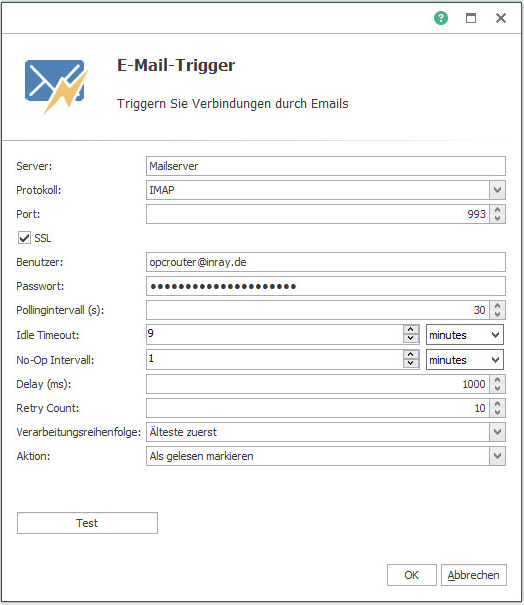 ?
E-Mail-Trigger
Triggern Sie Verbindungen durch Emails
Server: Mailserver
Protokoll: IMAP
Port: 993
SSL
Benutzer: opcrouter@inray.de
Passwort: ●●●●●●●●●●●●●●●●●●●●●
Pollingintervall (s): 30
Idle Timeout: 9 minutes
No-Op Intervall: 1 minutes
Delay (ms): 1000
Retry Count: 10
Verarbeitungsreihenfolge: Älteste zuerst
Aktion: Als gelesen markieren
Test
OK Abbrechen